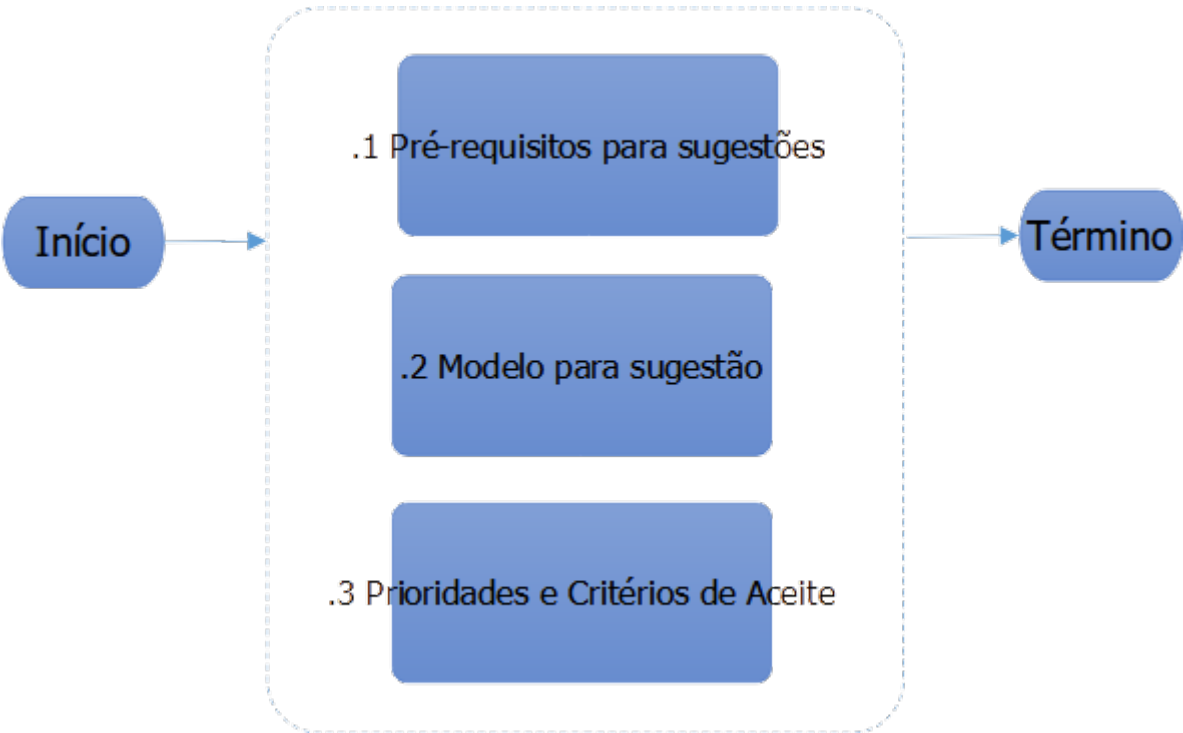 .1 Pré-requisitos para sugestões
Início
Término
.2 Modelo para sugestão
.3 Prioridades e Critérios de Aceite